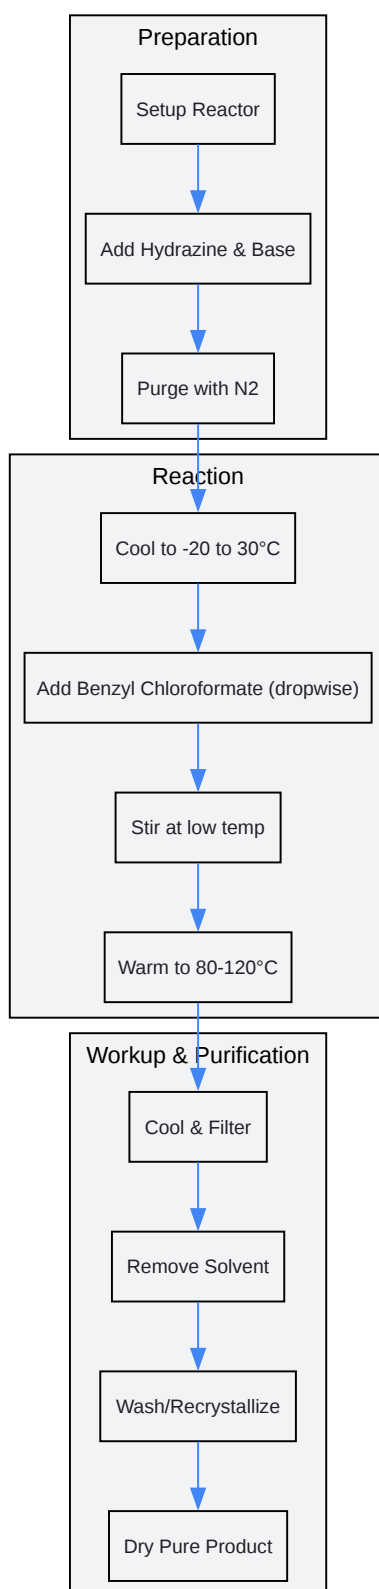 Preparation
Setup Reactor
Add Hydrazine & Base
Purge with N2
Reaction
Cool to -20 to 30°C
Add Benzyl Chloroformate (dropwise)
Stir at low temp
Warm to 80-120°C
Workup & Purification
Cool & Filter
Remove Solvent
Wash/Recrystallize
Dry Pure Product